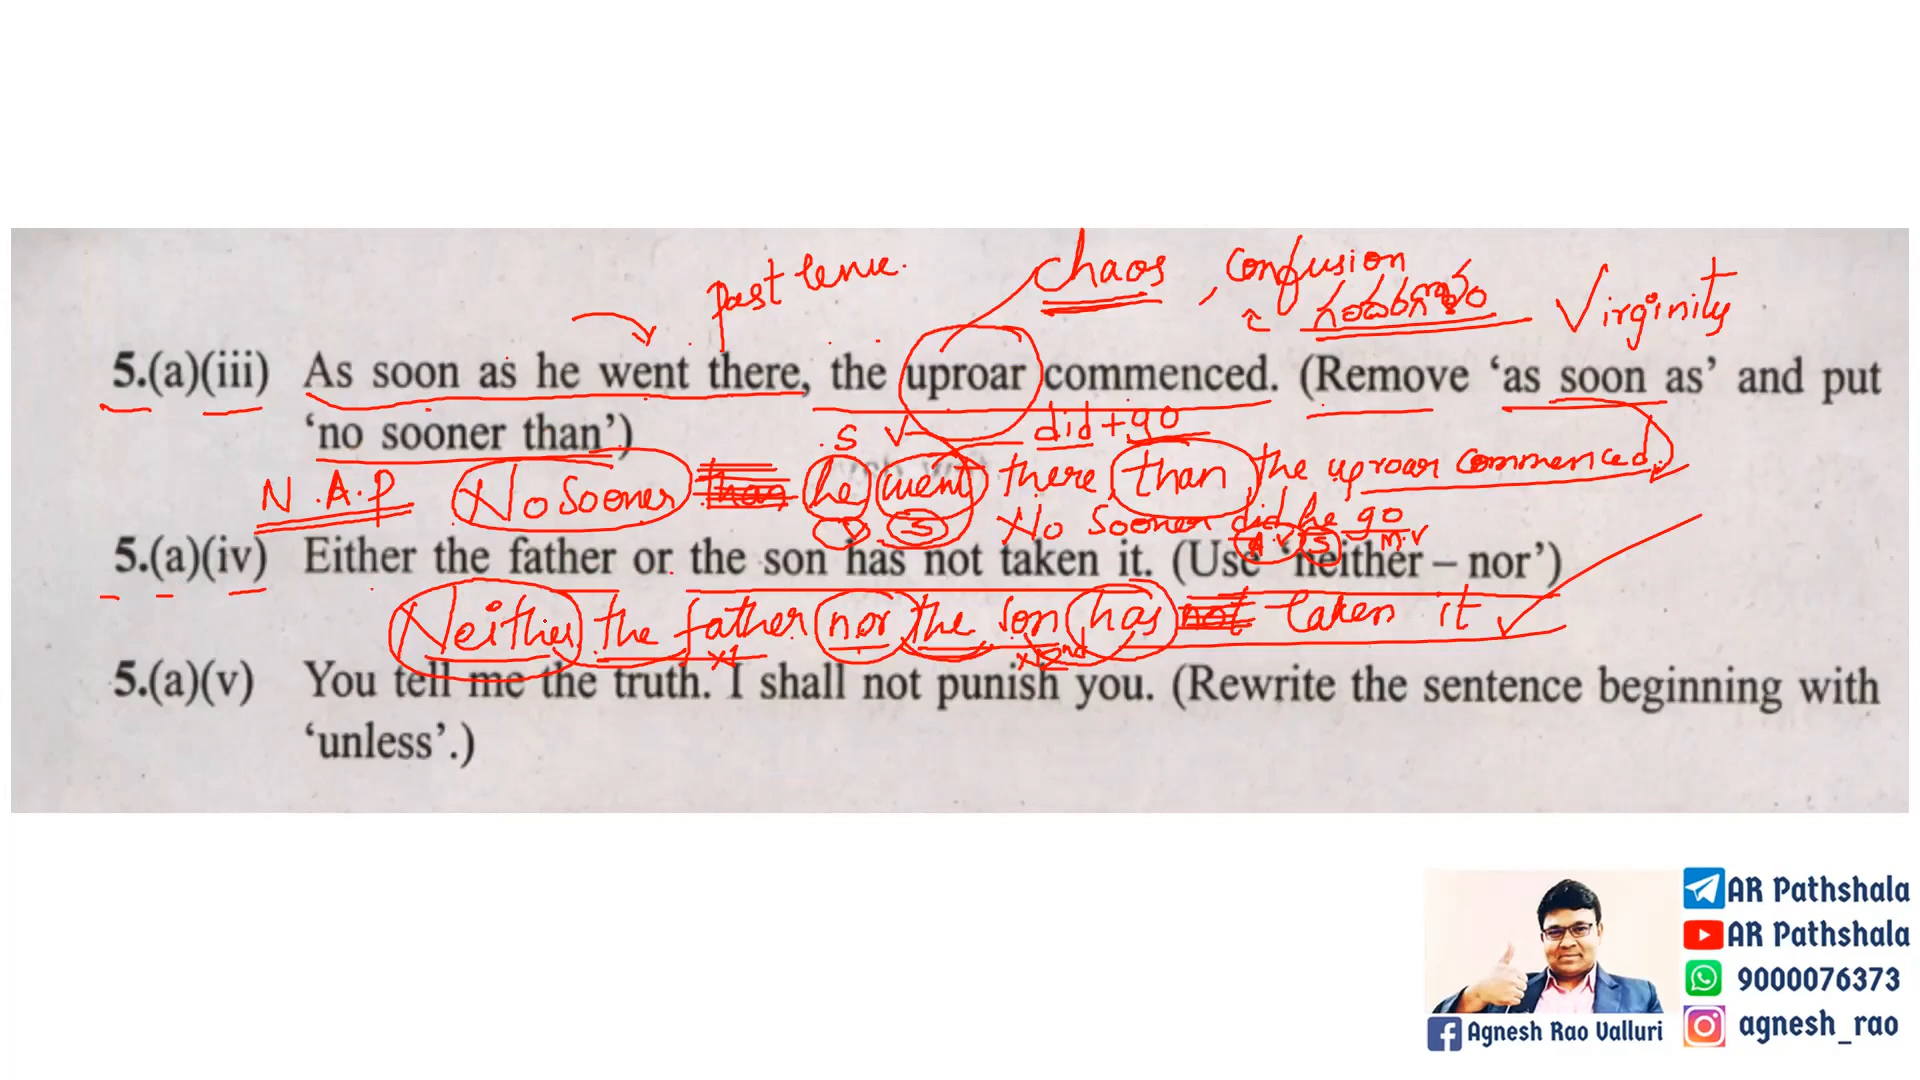 past tense.
chaos , confusion
గందరగోళం Virginity
5.(a)(iii) As soon as he went there, the uproar commenced. (Remove ‘as soon as’ and put
‘no sooner than’)
S √ did + go
N.A.P No Sooner than he went there than the uproar commenced.
V S No Sooner did he go
A.V S M.V
5.(a)(iv) Either the father or the son has not taken it. (Use ‘neither – nor’)
Neither the father nor the son has not taken it ✓
5.(a)(v) You tell me the truth. I shall not punish you. (Rewrite the sentence beginning with
‘unless’.)
AR Pathshala
AR Pathshala
9000076373
Agnesh Rao Valluri
agnesh_rao